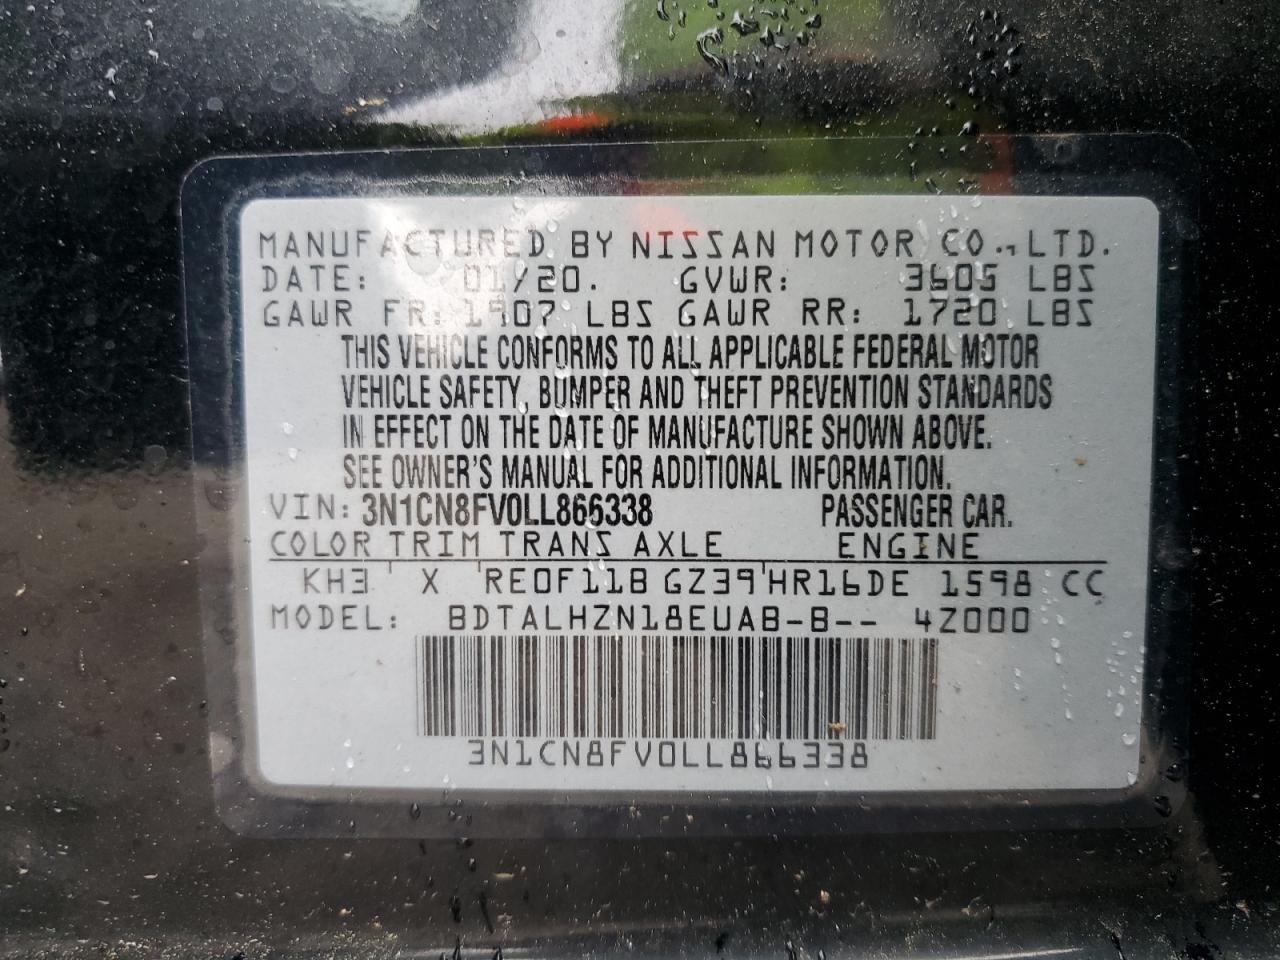 MANUFACTURED BY NISSAN MOTOR CO., LTD.
DATE: 01/20. GVWR: 3605 LBS
GAWR FR: 1907 LBS GAWR RR: 1720 LBS
THIS VEHICLE CONFORMS TO ALL APPLICABLE FEDERAL MOTOR
VEHICLE SAFETY, BUMPER AND THEFT PREVENTION STANDARDS
IN EFFECT ON THE DATE OF MANUFACTURE SHOWN ABOVE.
SEE OWNER'S MANUAL FOR ADDITIONAL INFORMATION.
VIN: 3N1CN8FV0LL866338 PASSENGER CAR.
COLOR TRIM TRANS AXLE ENGINE
KH3 X RE0F11B GZ39 HR16DE 1598 CC
MODEL: BDTALHZN18EUAB-B-- 4Z000
3N1CN8FV0LL866338